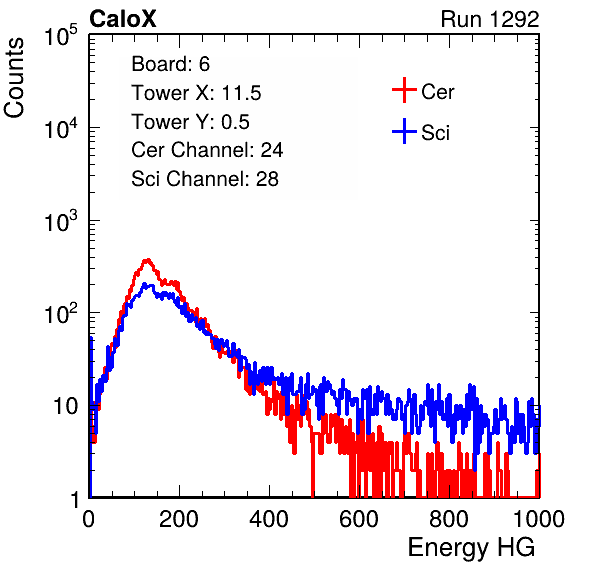 CaloX Run 1292
Counts
10^5
10^4
10^3
10^2
10
1
Board: 6
Tower X: 11.5
Tower Y: 0.5
Cer Channel: 24
Sci Channel: 28
Cer
Sci
0 200 400 600 800 1000
Energy HG